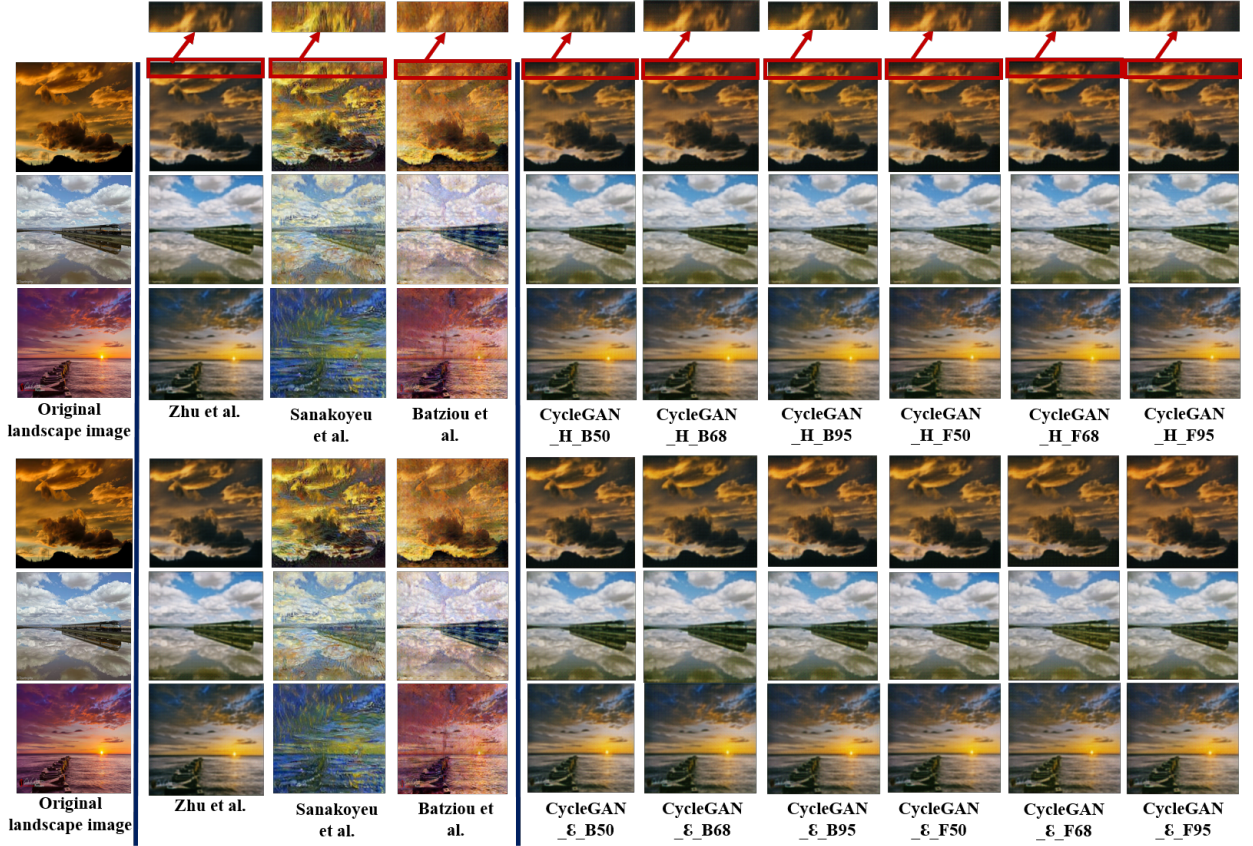 Original
landscape image
Zhu et al.
Sanakoyeu
et al.
Batziou et
al.
CycleGAN
_H_B50
CycleGAN
_H_B68
CycleGAN
_H_B95
CycleGAN
_H_F50
CycleGAN
_H_F68
CycleGAN
_H_F95
Original
landscape image
Zhu et al.
Sanakoyeu
et al.
Batziou et
al.
CycleGAN
_Ɛ_B50
CycleGAN
_Ɛ_B68
CycleGAN
_Ɛ_B95
CycleGAN
_Ɛ_F50
CycleGAN
_Ɛ_F68
CycleGAN
_Ɛ_F95